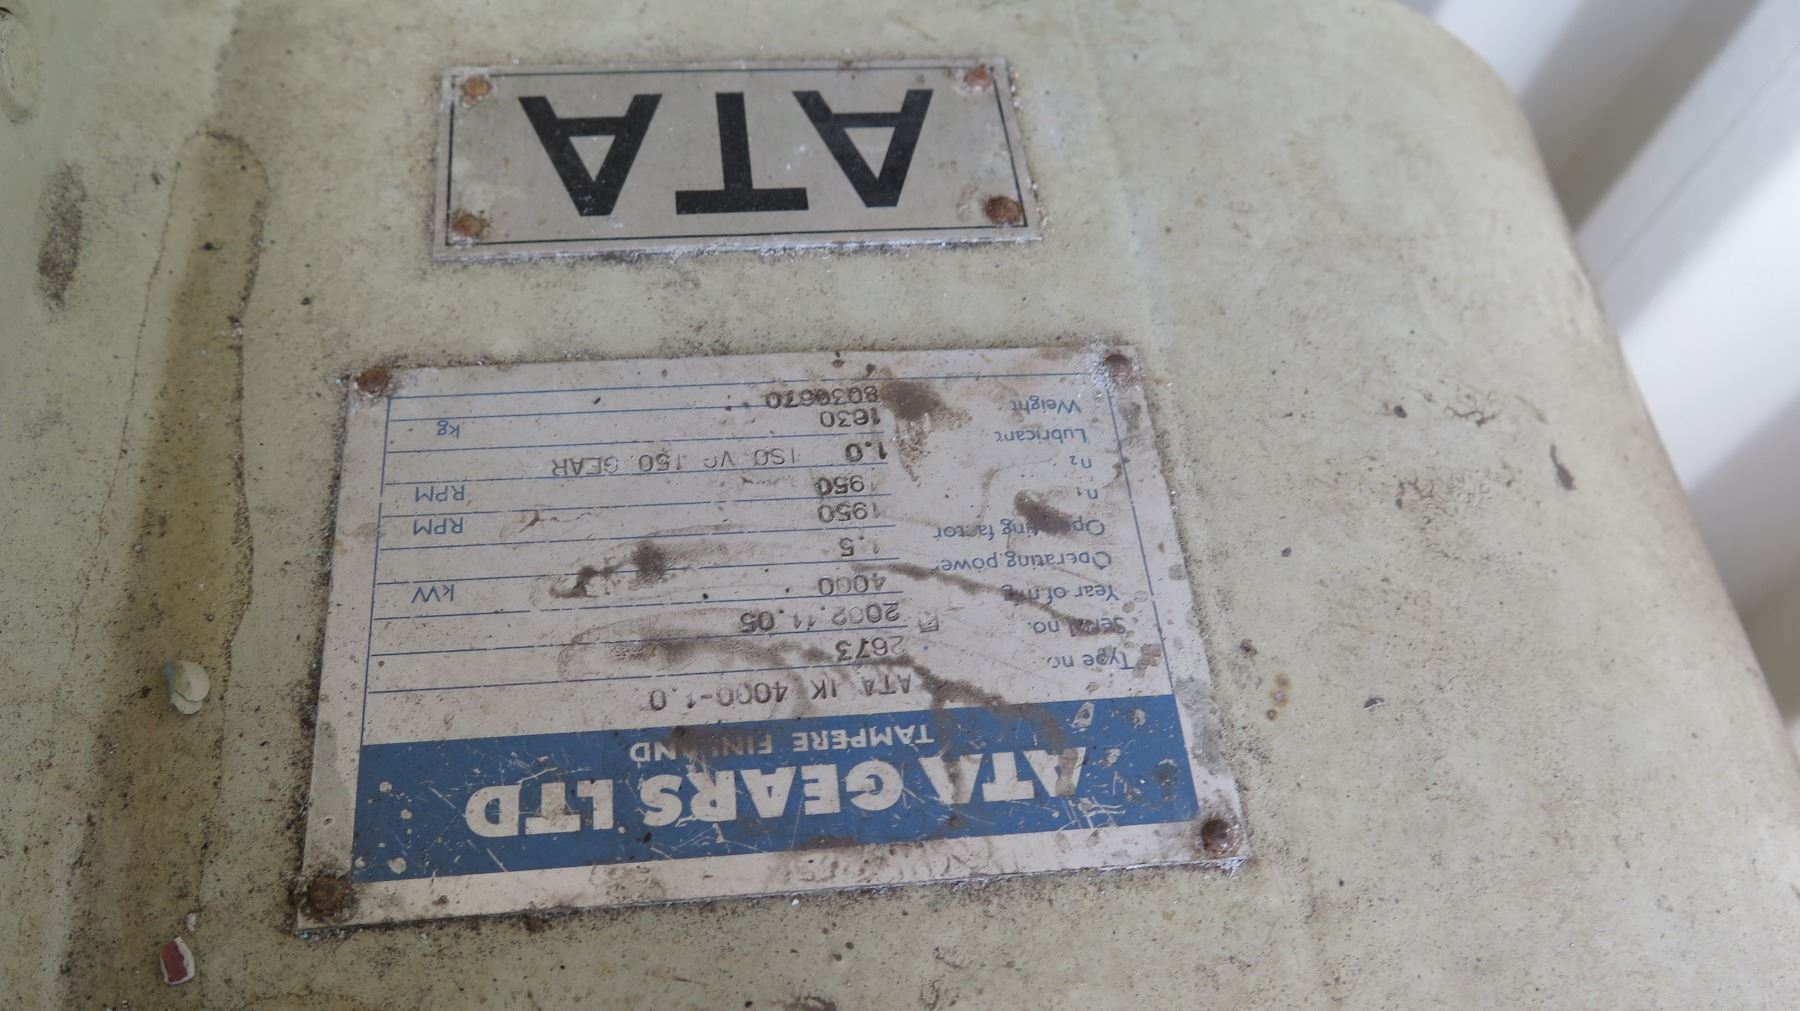 ATA GEARS LTD
TAMPERE FINLAND
Type no. ATA 1K 4000-1.0
Serial no. 2673
Year of mfg 2002.11.05
Operating power 4000 kW
Operating factor 1.5
n₁ 1950 RPM
n₂ 1950 RPM
Lubricant 1.0 ISO VG 150 GEAR
Weight 1630 kg
8030670
ATA